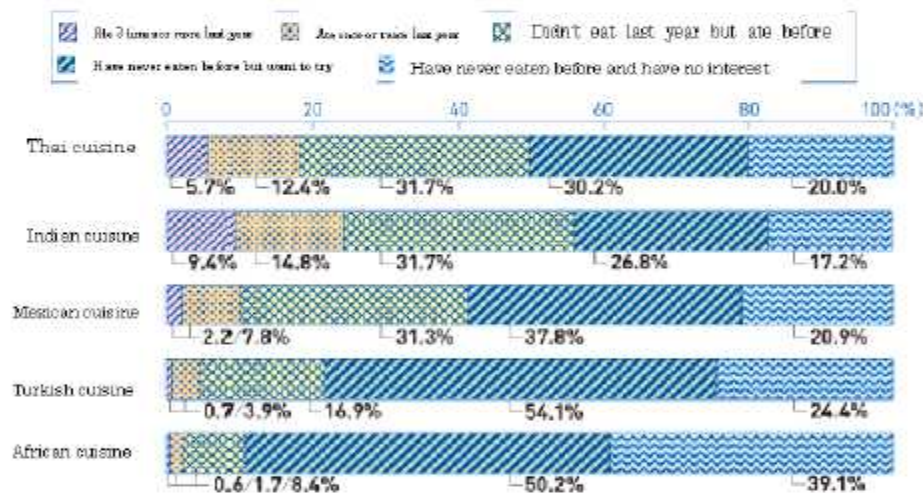 Ate 3 times or more last year
Ate once or twice last year
Didn't eat last year but ate before
Have never eaten before but want to try
Have never eaten before and have no interest
0 20 40 60 80 100(%)
Thai cuisine
5.7% 12.4% 31.7% 30.2% 20.0%
Indian cuisine
9.4% 14.8% 31.7% 26.8% 17.2%
Mexican cuisine
2.2/7.8% 31.3% 37.8% 20.9%
Turkish cuisine
0.7/3.9% 16.9% 54.1% 24.4%
African cuisine
0.6/1.7/8.4% 50.2% 39.1%